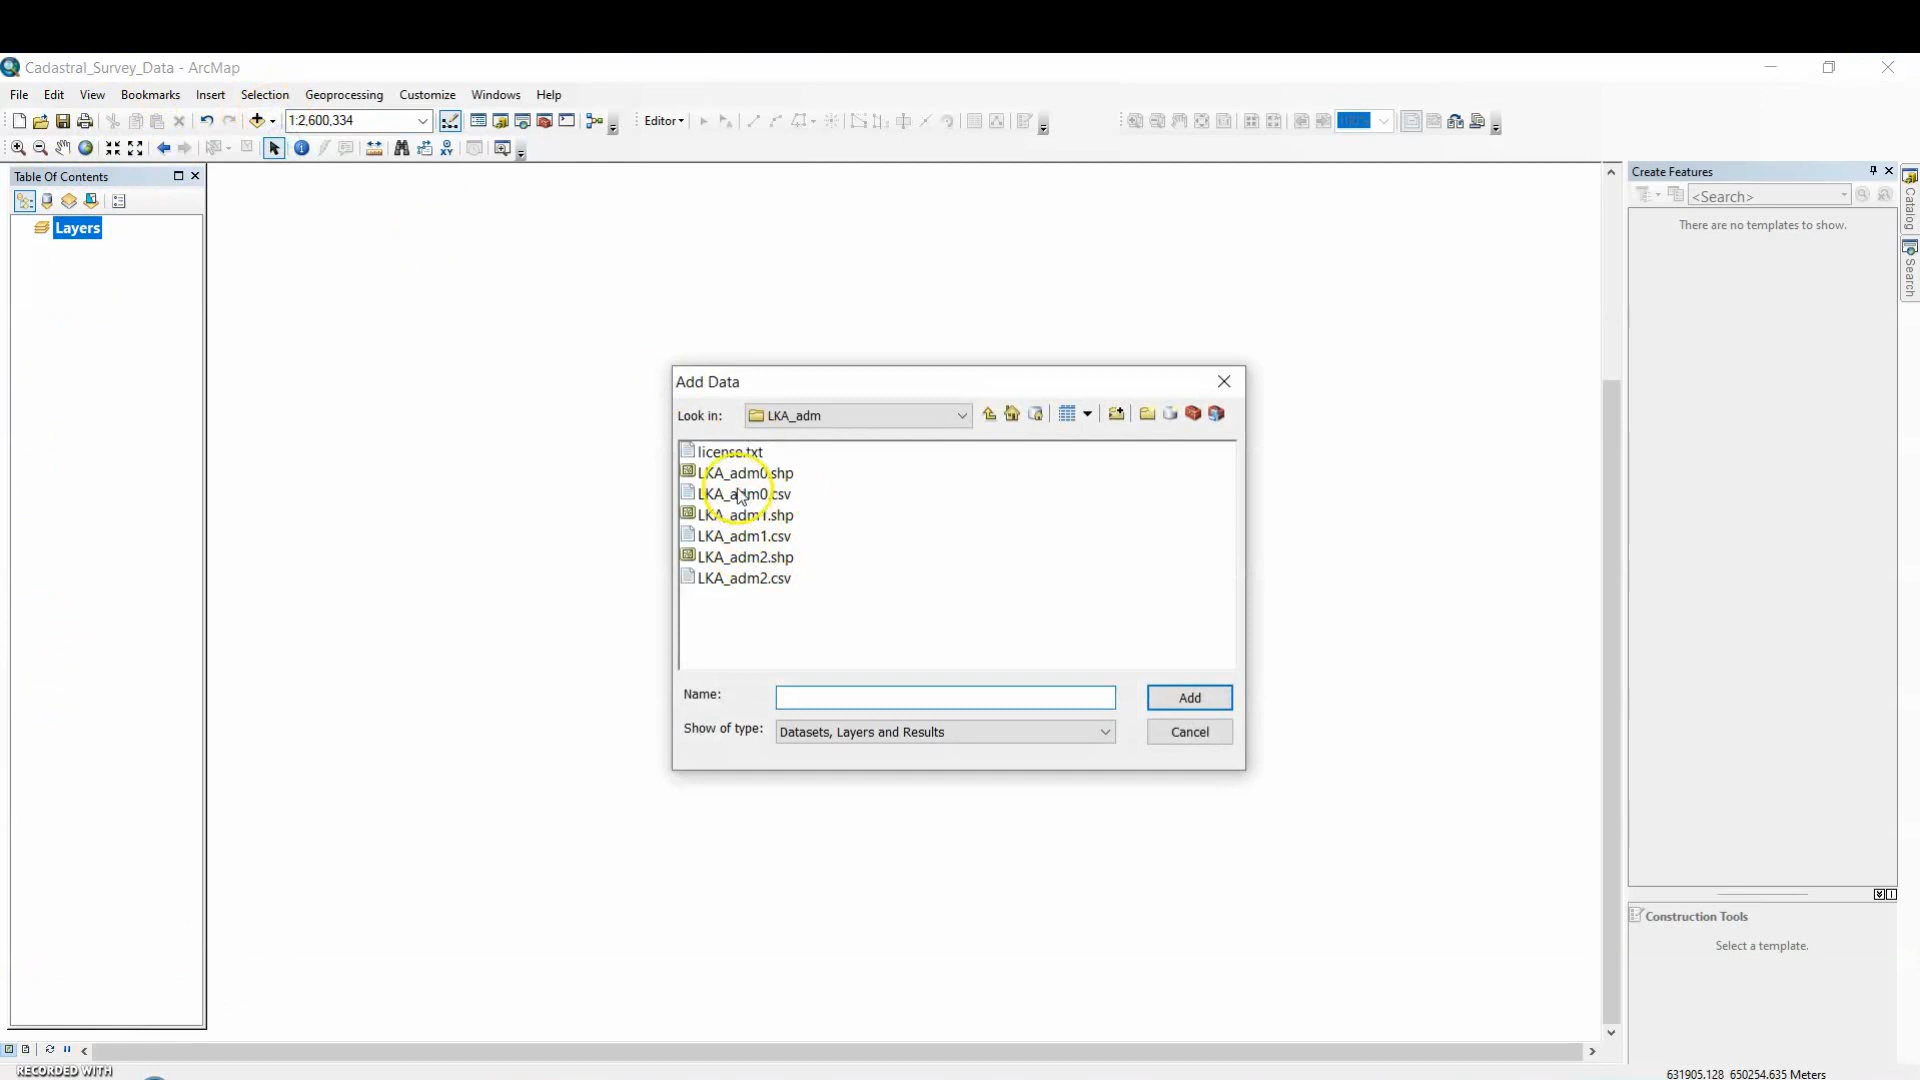 Cadastral_Survey_Data - ArcMap
File Edit View Bookmarks Insert Selection Geoprocessing Customize Windows Help
1:2,600,334 Editor
Table Of Contents
Layers
Create Features
<Search>
There are no templates to show.
Catalog
Search
Add Data
Look in: LKA_adm
license.txt
LKA_adm0.shp
LKA_adm0.csv
LKA_adm1.shp
LKA_adm1.csv
LKA_adm2.shp
LKA_adm2.csv
Name: Add
Show of type: Datasets, Layers and Results Cancel
Construction Tools
Select a template.
RECORDED WITH
631905.128 650254.635 Meters